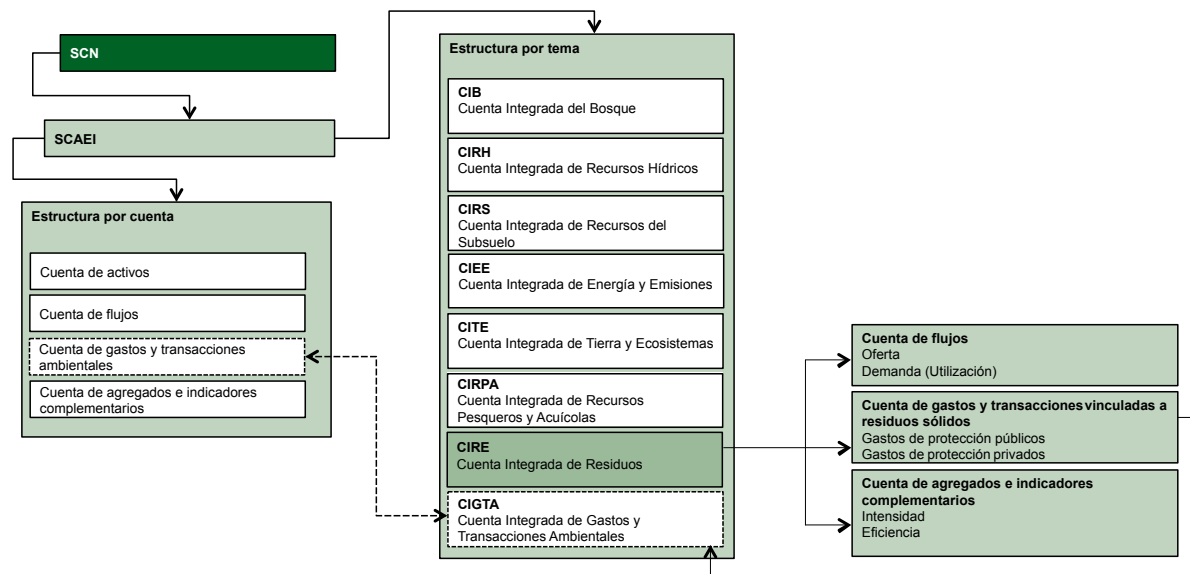 SCN
SCAEI
Estructura por cuenta
Cuenta de activos
Cuenta de flujos
Cuenta de gastos y transacciones
ambientales
Cuenta de agregados e indicadores
complementarios
Estructura por tema
CIB
Cuenta Integrada del Bosque
CIRH
Cuenta Integrada de Recursos Hídricos
CIRS
Cuenta Integrada de Recursos del
Subsuelo
CIEE
Cuenta Integrada de Energía y Emisiones
CITE
Cuenta Integrada de Tierra y Ecosistemas
CIRPA
Cuenta Integrada de Recursos
Pesqueros y Acuícolas
CIRE
Cuenta Integrada de Residuos
CIGTA
Cuenta Integrada de Gastos y
Transacciones Ambientales
Cuenta de flujos
Oferta
Demanda (Utilización)
Cuenta de gastos y transacciones vinculadas a
residuos sólidos
Gastos de protección públicos
Gastos de protección privados
Cuenta de agregados e indicadores
complementarios
Intensidad
Eficiencia